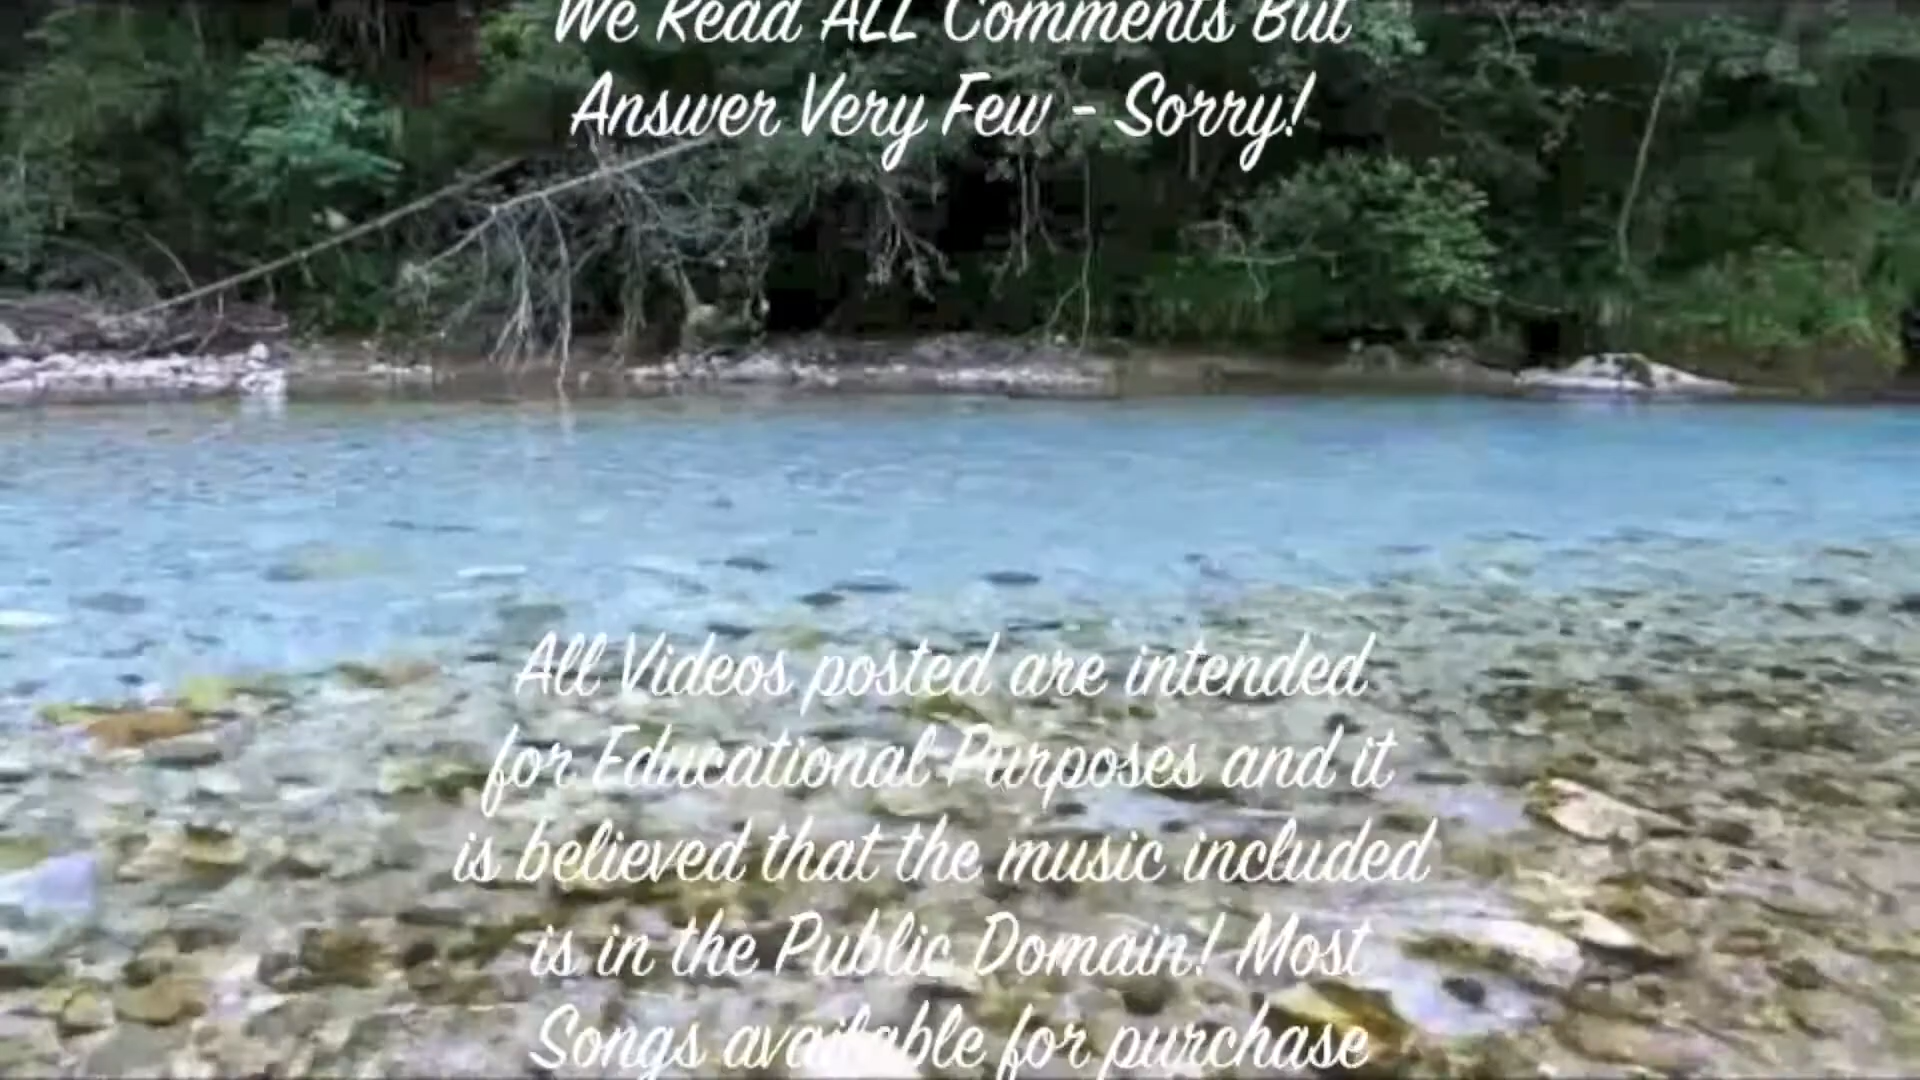 We Read ALL Comments But
Answer Very Few - Sorry!
All Videos posted are intended
for Educational Purposes and it
is believed that the music included
is in the Public Domain! Most
Songs available for purchase